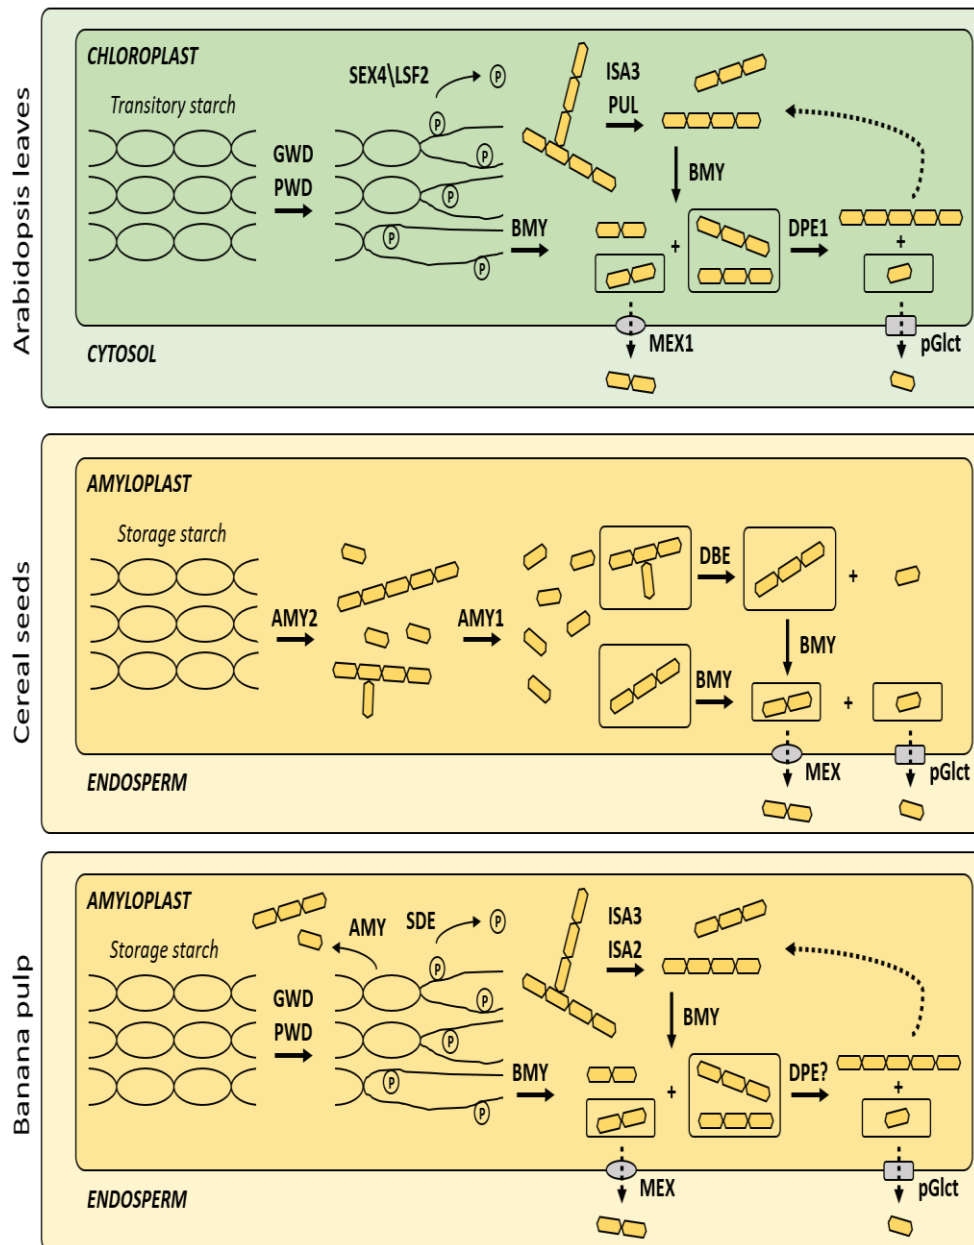 Arabidopsis leaves
CHLOROPLAST
Transitory starch
GWD
PWD
SEX4\LSF2
P
P
P
P
P
P
ISA3
PUL
BMY
BMY
+
DPE1
+
MEX1
pGlct
CYTOSOL
Cereal seeds
AMYLOPLAST
Storage starch
AMY2
AMY1
DBE
+
BMY
BMY
+
MEX
pGlct
ENDOSPERM
Banana pulp
AMYLOPLAST
Storage starch
AMY
SDE
GWD
PWD
P
P
P
P
P
P
ISA3
ISA2
BMY
BMY
+
DPE?
+
MEX
pGlct
ENDOSPERM